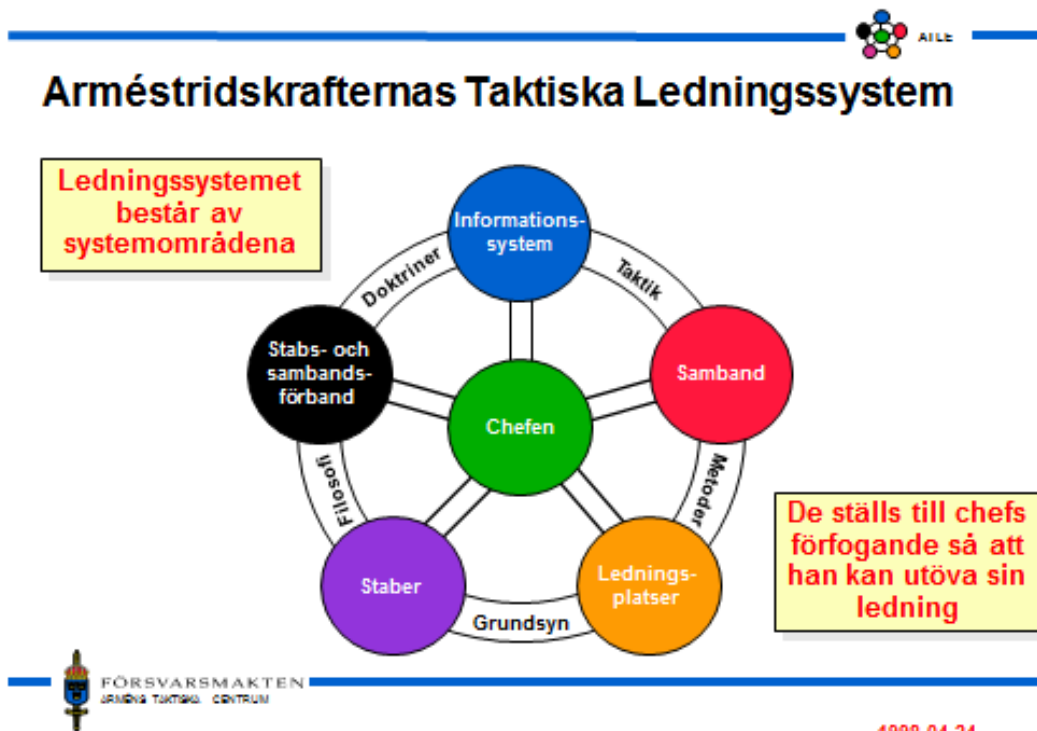 ATLE
Arméstridskrafternas Taktiska Ledningssystem
Ledningssystemet
består av
systemområdena
Informations-
system
Doktriner
Taktik
Stabs- och
sambands-
förband
Samband
Chefen
Filosofi
Metoder
Staber
Lednings-
platser
Grundsyn
De ställs till chefs
förfogande så att
han kan utöva sin
ledning
FÖRSVARSMAKTEN
ARMÉNS TAKTISKA CENTRUM